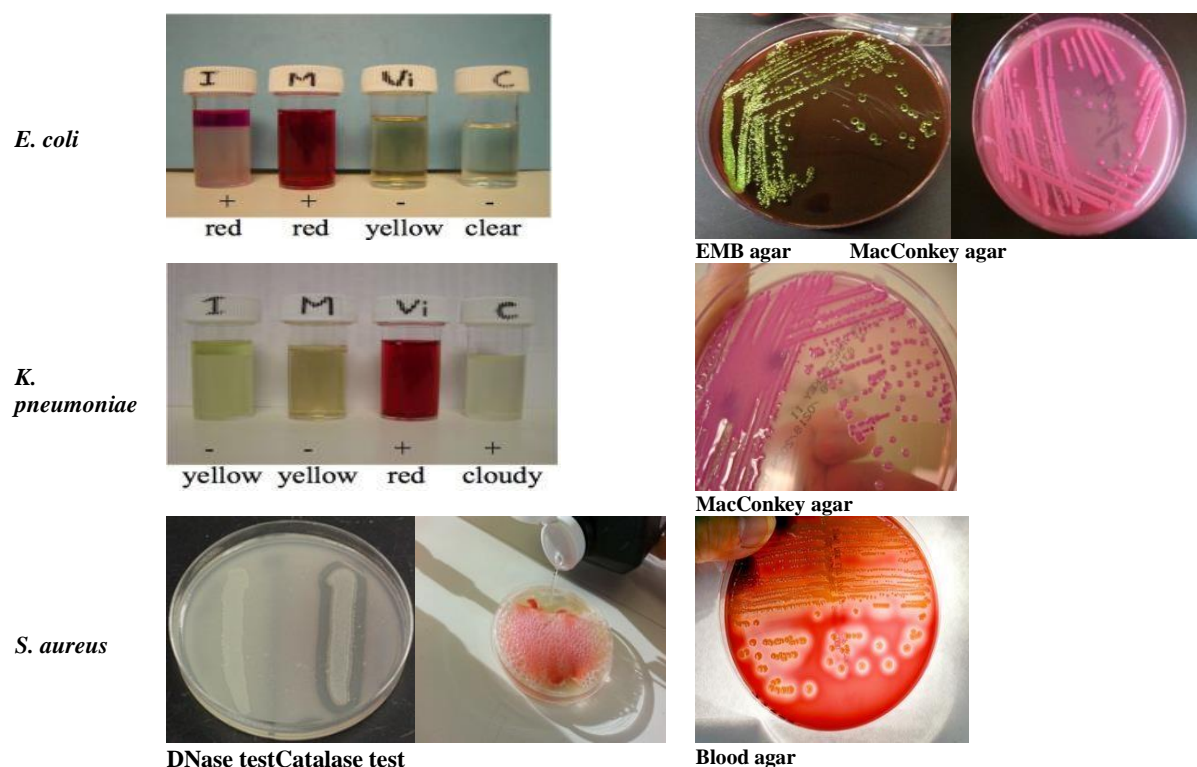 E. coli
I M Vi C
+ + - -
red red yellow clear
EMB agar MacConkey agar
K.
pneumoniae
I M Vi C
- - + +
yellow yellow red cloudy
MacConkey agar
S. aureus
DNase testCatalase test
Blood agar